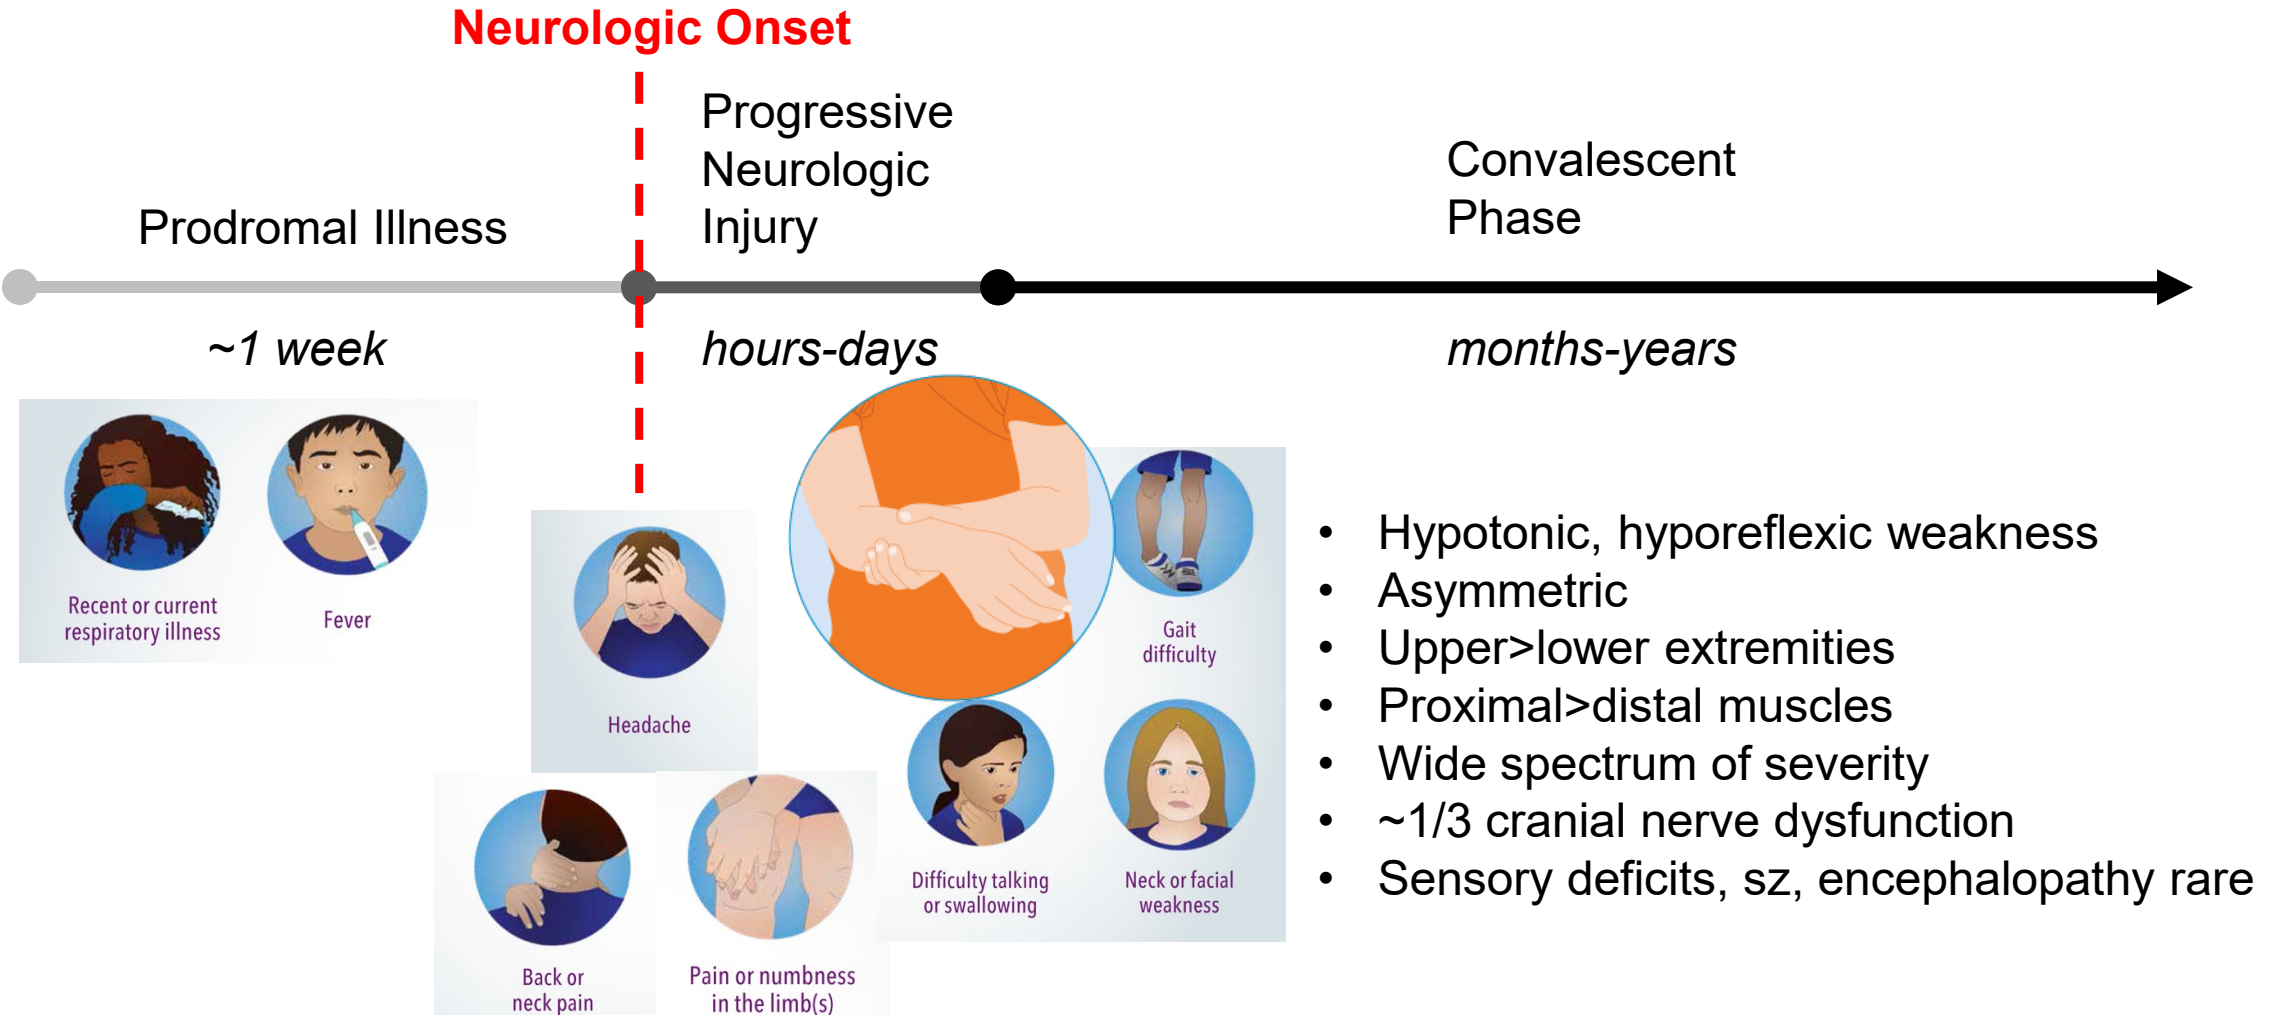 Neurologic Onset
Prodromal Illness
Progressive
Neurologic
Injury
Convalescent
Phase
~1 week
hours-days
months-years
Recent or current
respiratory illness
Fever
Headache
Back or
neck pain
Pain or numbness
in the limb(s)
Gait
difficulty
Difficulty talking
or swallowing
Neck or facial
weakness
• Hypotonic, hyporeflexic weakness
• Asymmetric
• Upper>lower extremities
• Proximal>distal muscles
• Wide spectrum of severity
• ~1/3 cranial nerve dysfunction
• Sensory deficits, sz, encephalopathy rare